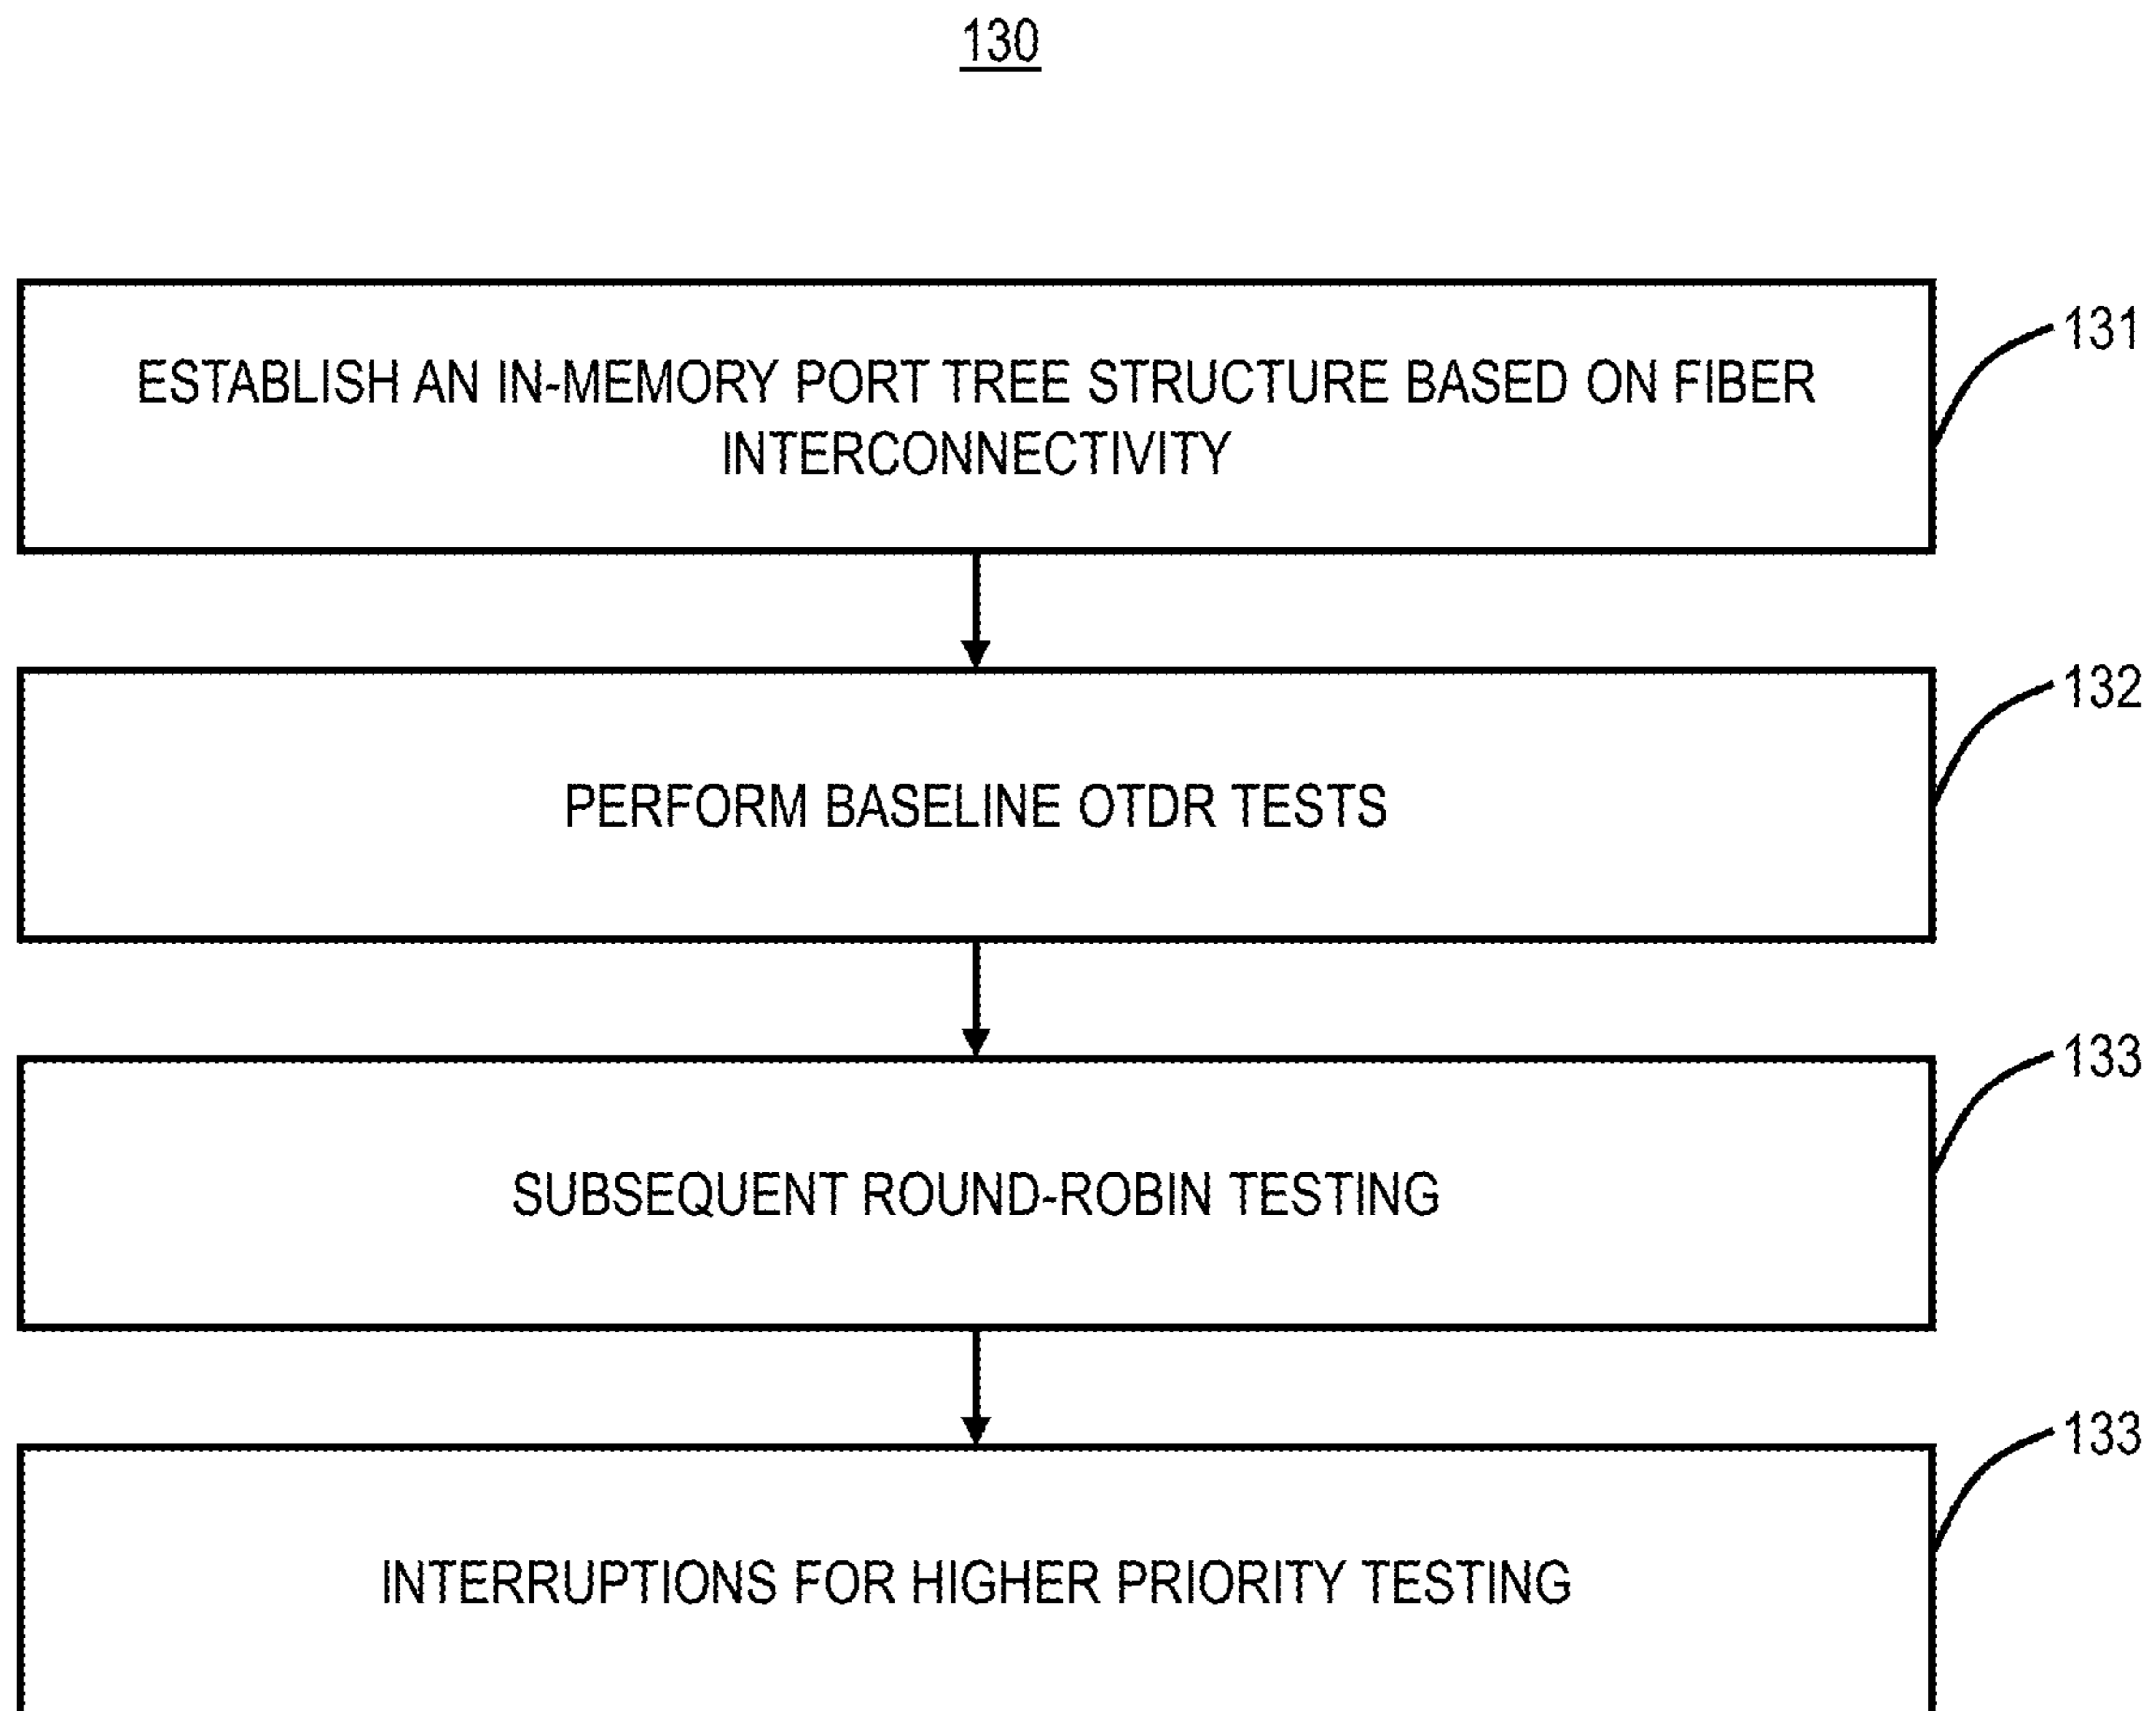 130
131
ESTABLISH AN IN-MEMORY PORT TREE STRUCTURE BASED ON FIBER
INTERCONNECTIVITY
132
PERFORM BASELINE OTDR TESTS
133
SUBSEQUENT ROUND-ROBIN TESTING
133
INTERRUPTIONS FOR HIGHER PRIORITY TESTING